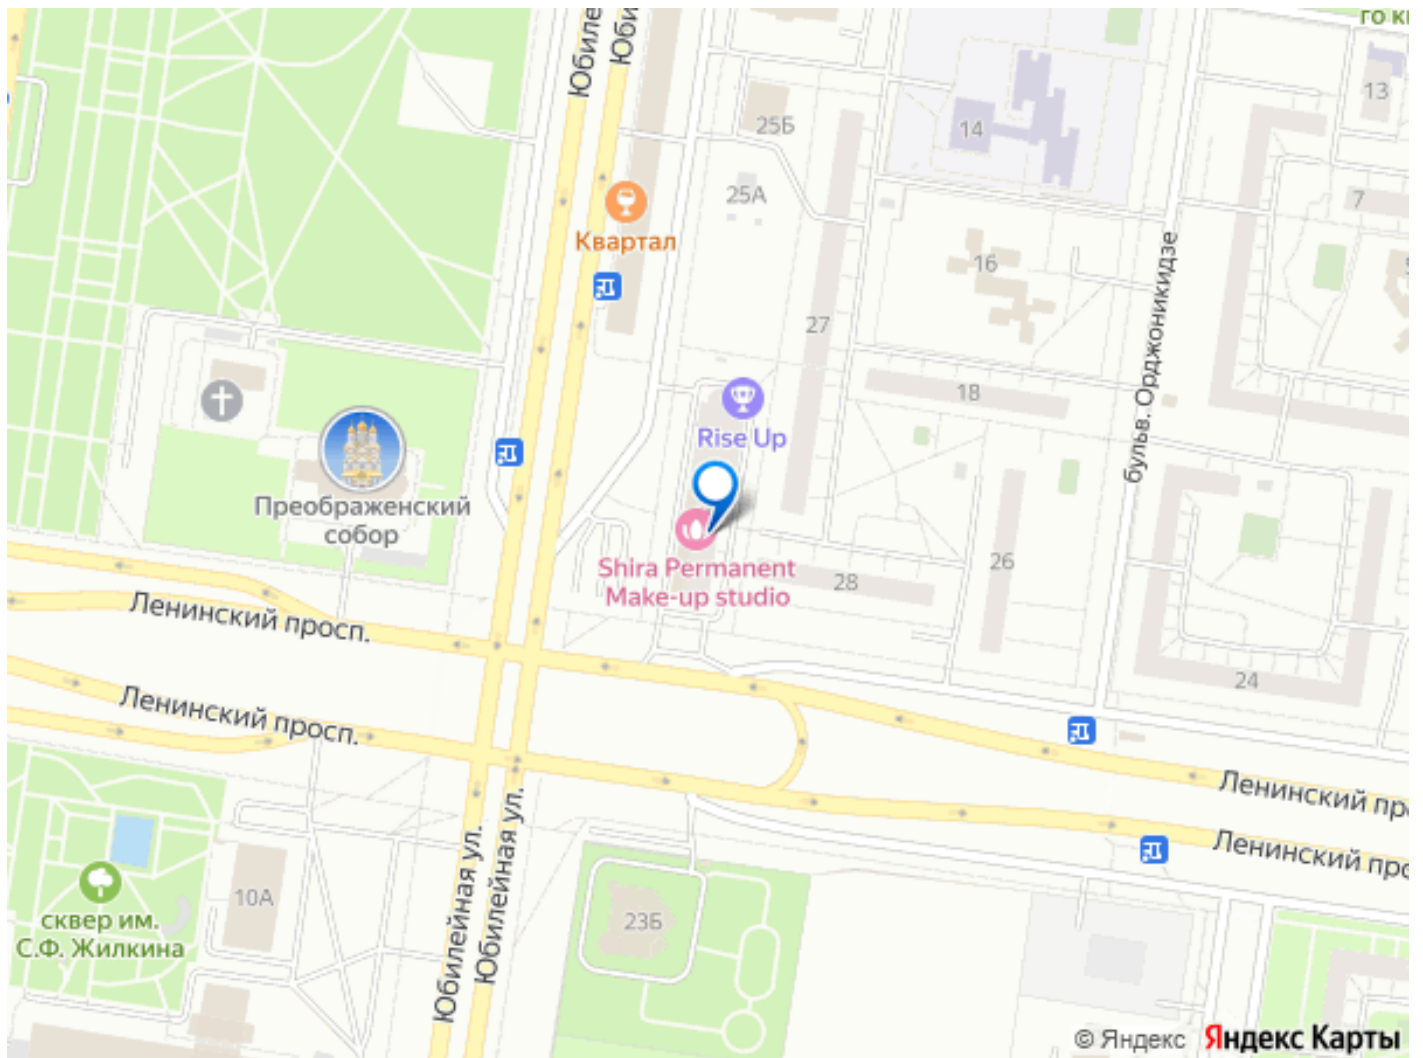 го к
Юбиле
Юби
13
25Б
14
25А
7
Квартал
16
бульв. Орджоникидзе
27
18
Rise Up
Преображенский
собор
Shira Permanent
Make-up studio
28
26
Ленинский просп.
24
Ленинский просп.
Ленинский про
Ленинский про
Юбилейная ул.
Юбилейная ул.
10А
23Б
сквер им.
С.Ф. Жилкина
© Яндекс Яндекс Карты